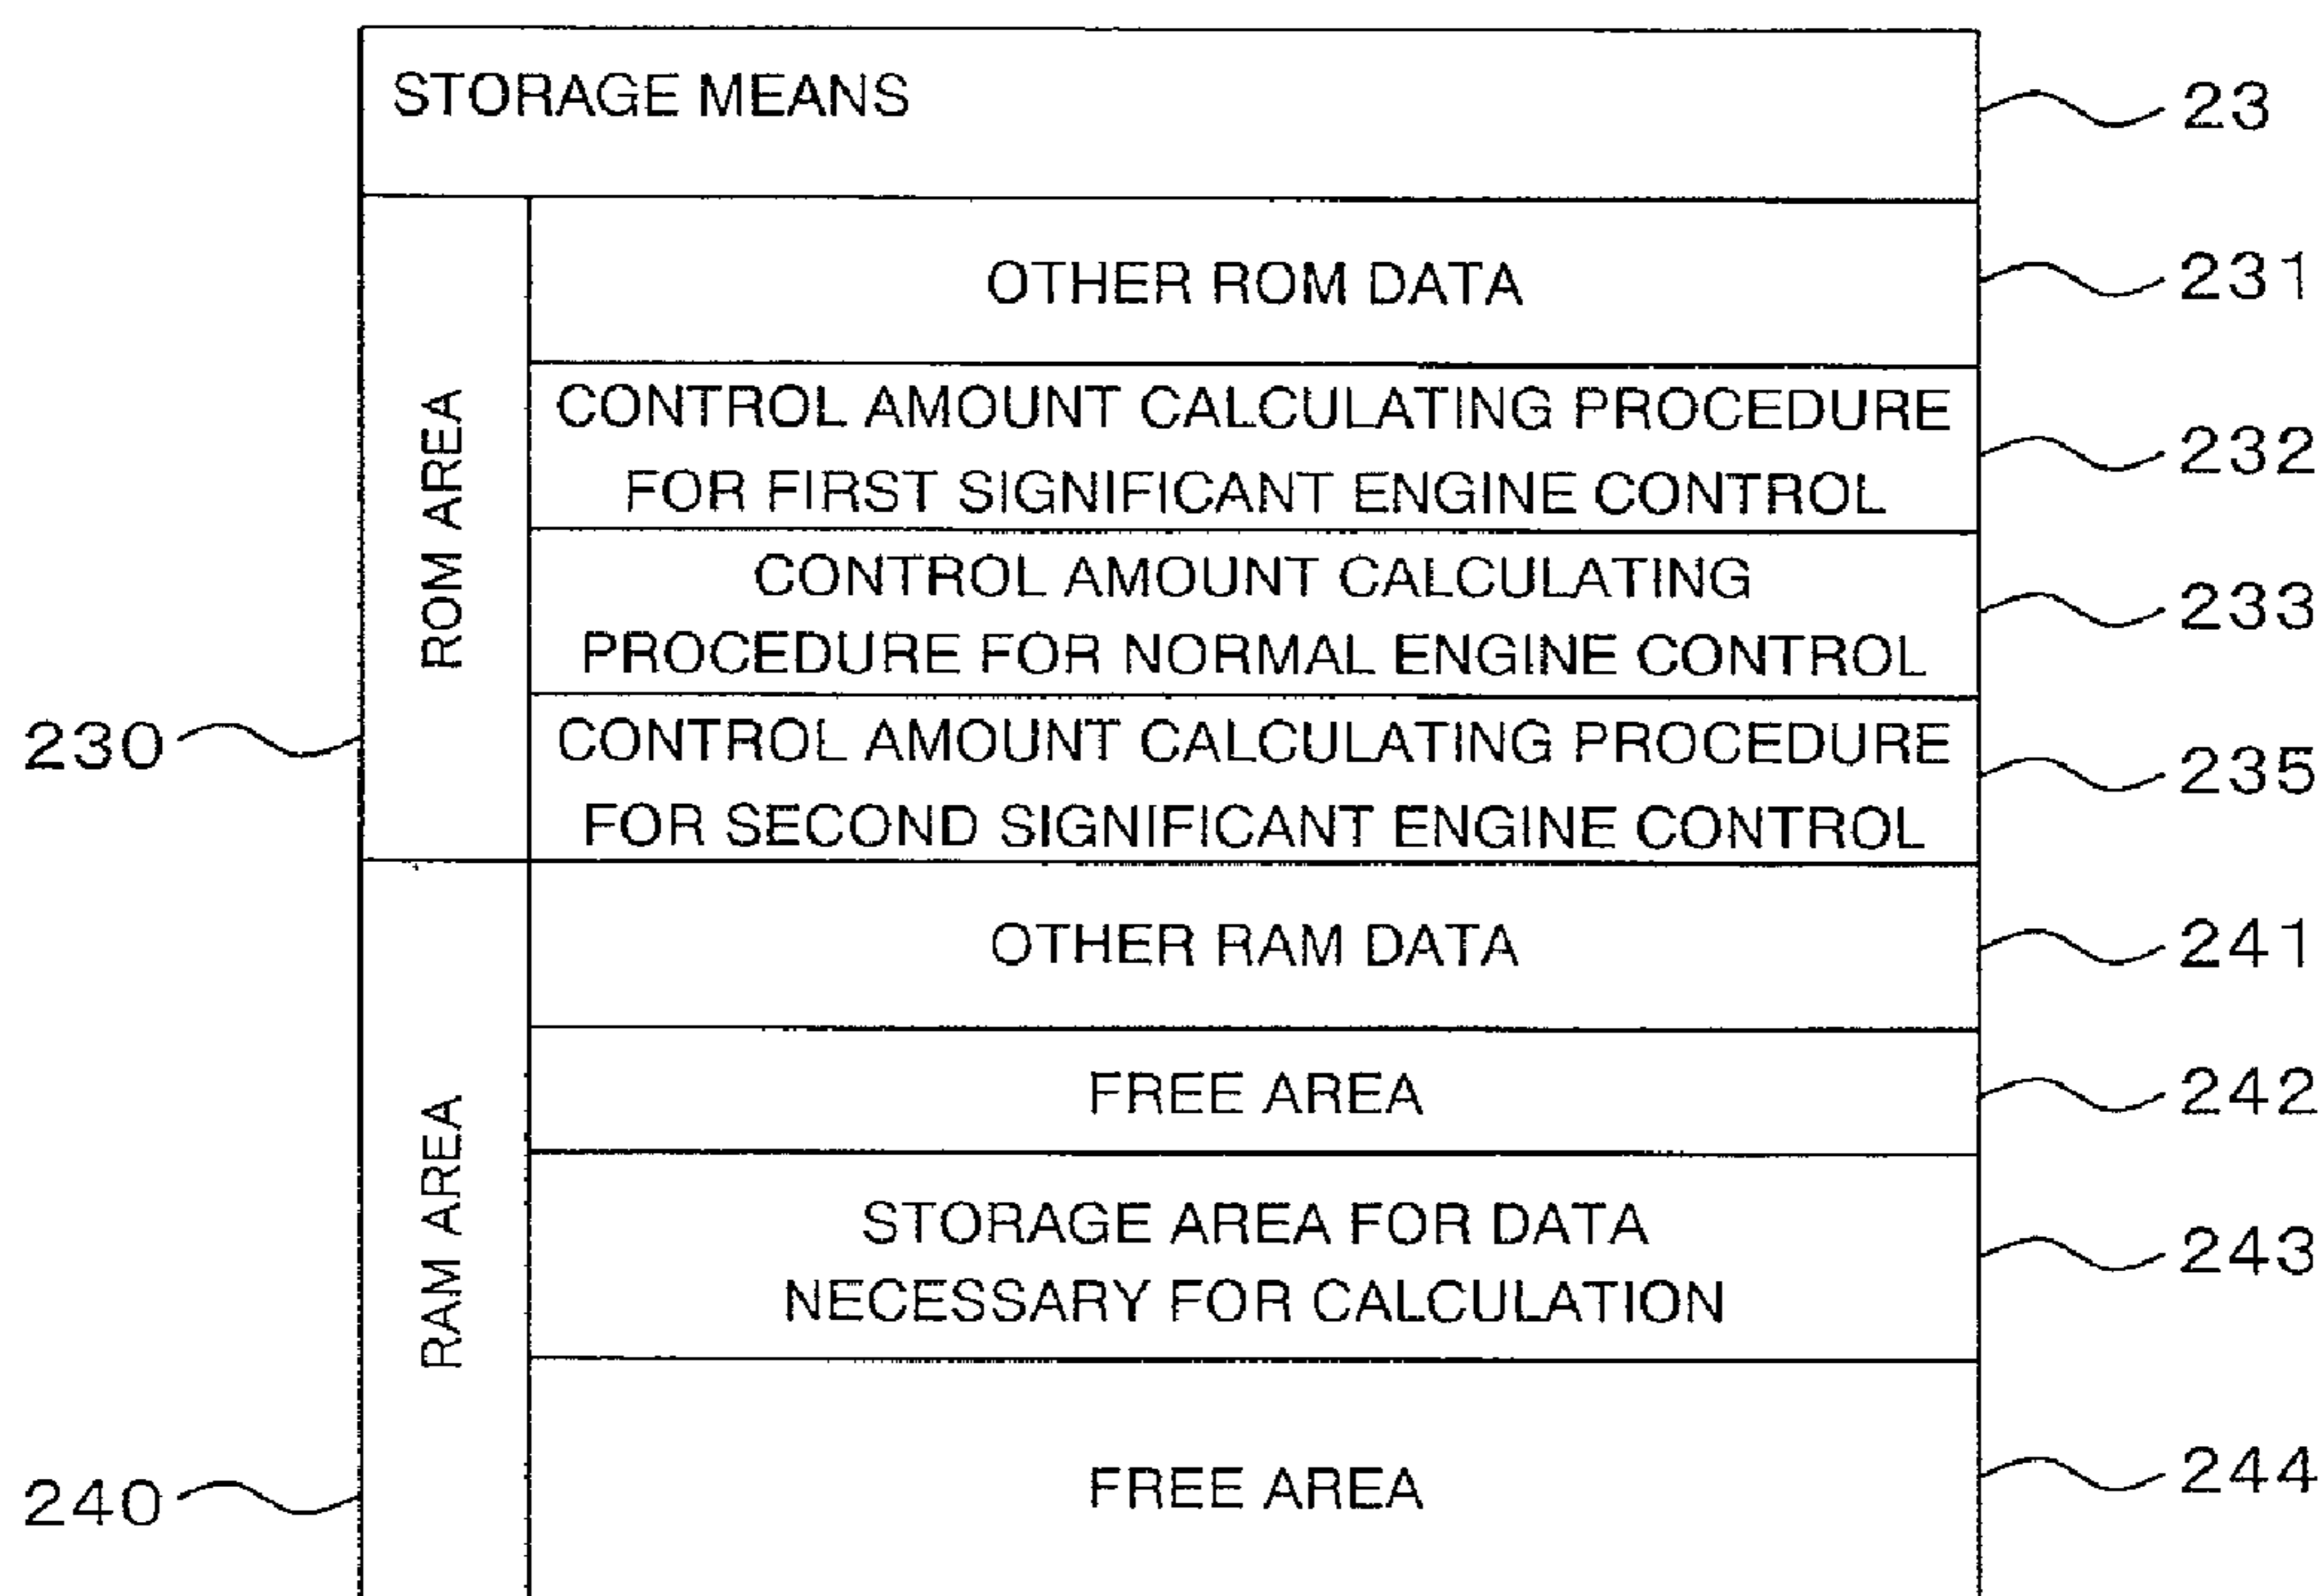 STORAGE MEANS
23
ROM AREA
230
OTHER ROM DATA
231
CONTROL AMOUNT CALCULATING PROCEDURE
FOR FIRST SIGNIFICANT ENGINE CONTROL
232
CONTROL AMOUNT CALCULATING
PROCEDURE FOR NORMAL ENGINE CONTROL
233
CONTROL AMOUNT CALCULATING PROCEDURE
FOR SECOND SIGNIFICANT ENGINE CONTROL
235
RAM AREA
240
OTHER RAM DATA
241
FREE AREA
242
STORAGE AREA FOR DATA
NECESSARY FOR CALCULATION
243
FREE AREA
244